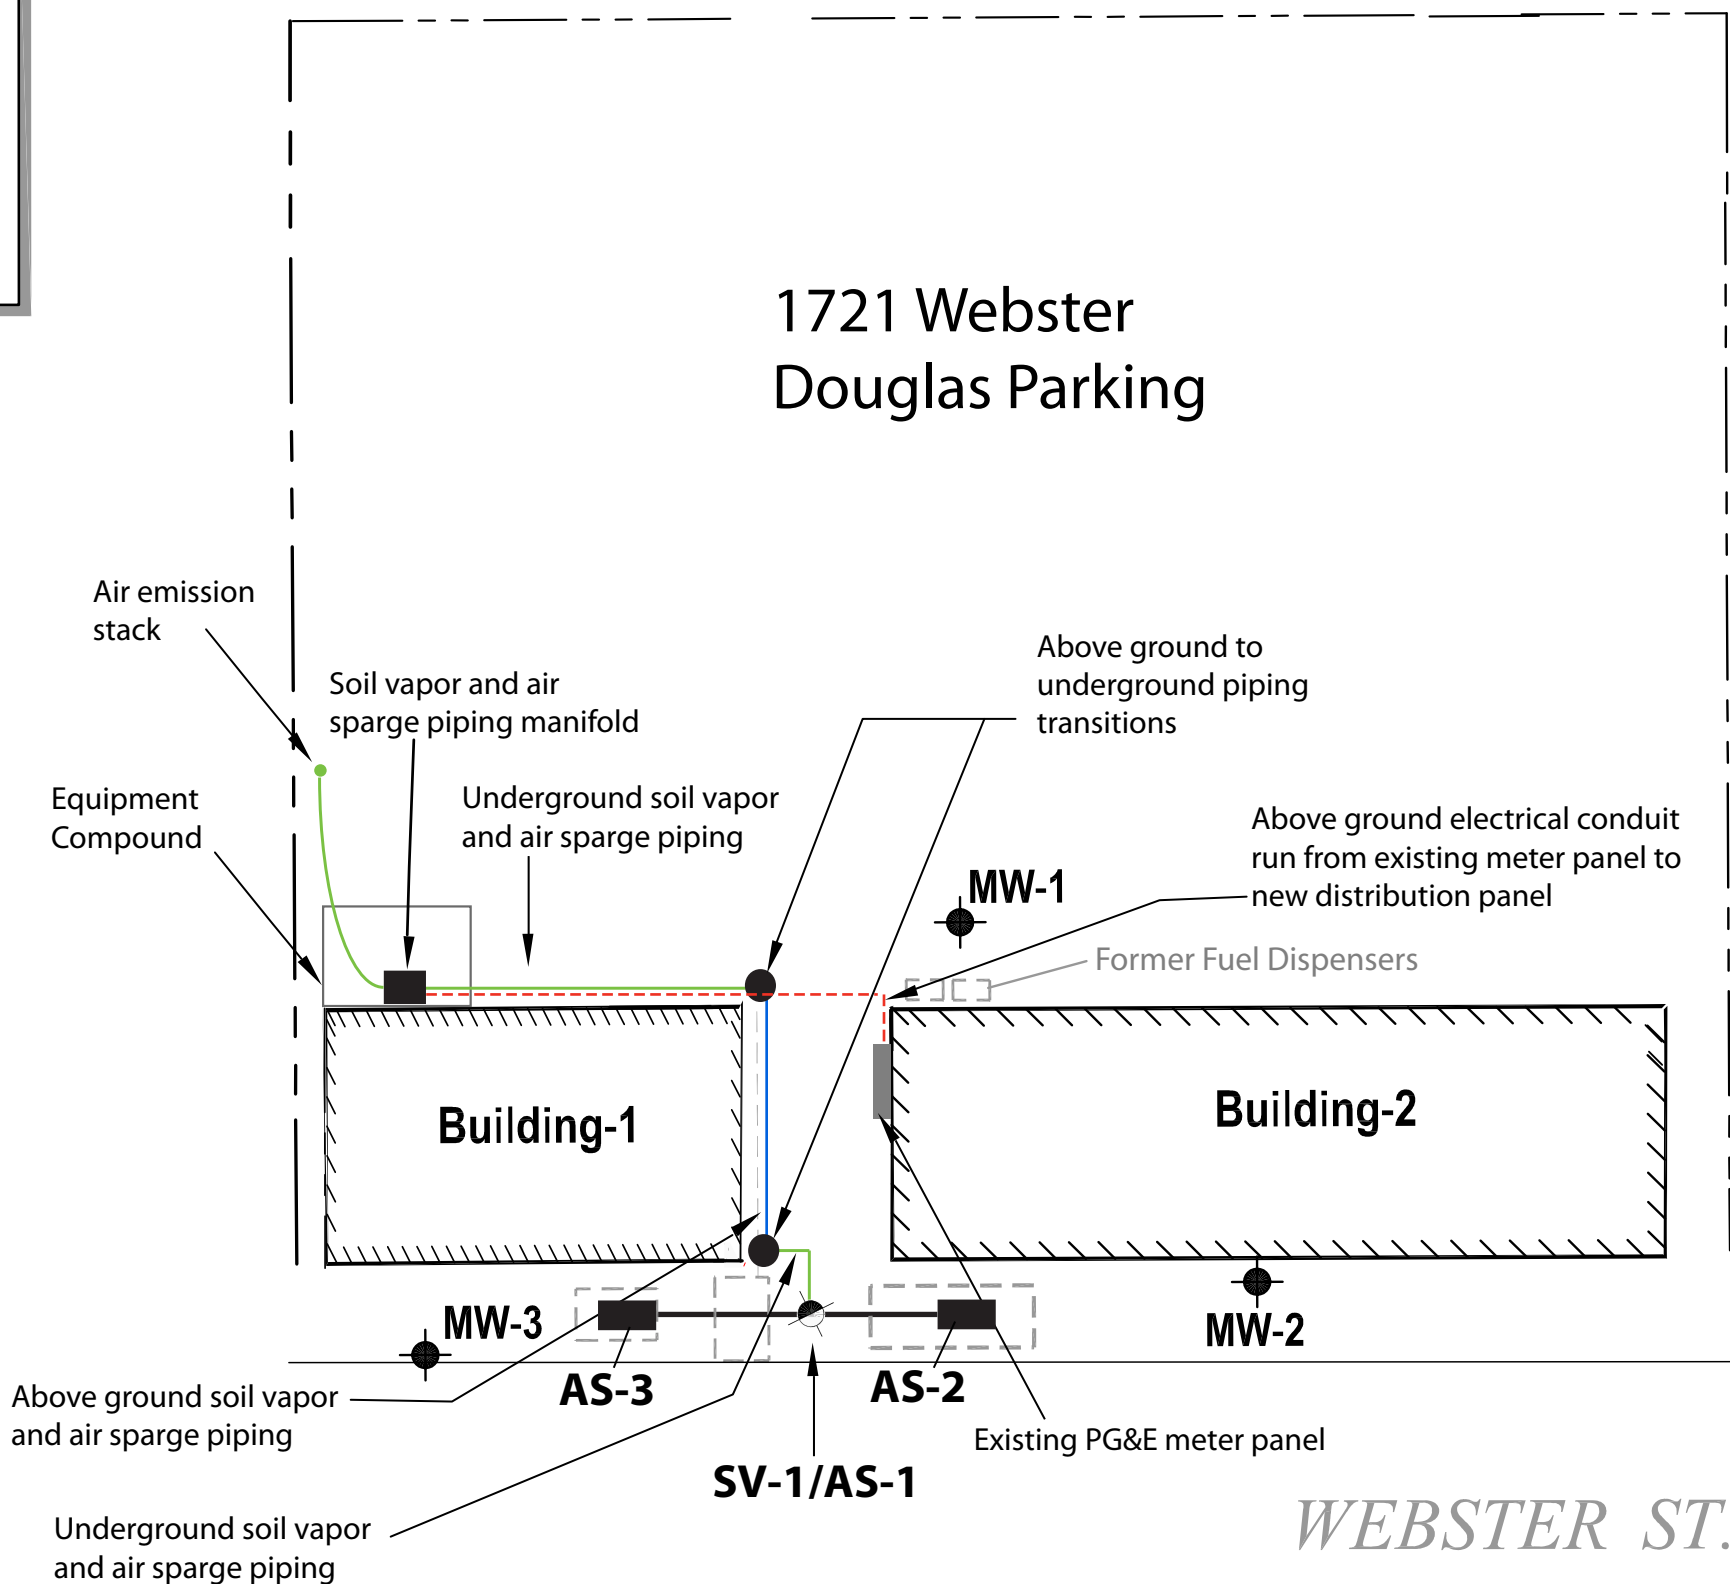 1721 Webster
Douglas Parking
Air emission
stack
Soil vapor and air
sparge piping manifold
Above ground to
underground piping
transitions
Equipment
Compound
Underground soil vapor
and air sparge piping
Above ground electrical conduit
run from existing meter panel to
new distribution panel
MW-1
Former Fuel Dispensers
Building-1
Building-2
MW-3
MW-2
AS-3
AS-2
Above ground soil vapor
and air sparge piping
Existing PG&E meter panel
SV-1/AS-1
WEBSTER ST.
Underground soil vapor
and air sparge piping